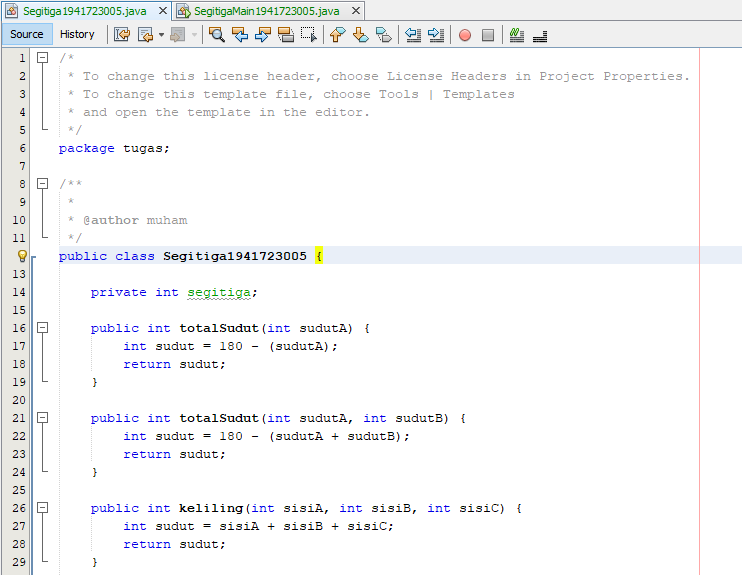 Segitiga1941723005.java SegitigaMain1941723005.java
Source History
1 /*
2  * To change this license header, choose License Headers in Project Properties.
3  * To change this template file, choose Tools | Templates
4  * and open the template in the editor.
5  */
6 package tugas;
7
8 /**
9  *
10  * @author muham
11  */
public class Segitiga1941723005 {
13
14     private int segitiga;
15
16     public int totalSudut(int sudutA) {
17         int sudut = 180 - (sudutA);
18         return sudut;
19     }
20
21     public int totalSudut(int sudutA, int sudutB) {
22         int sudut = 180 - (sudutA + sudutB);
23         return sudut;
24     }
25
26     public int keliling(int sisiA, int sisiB, int sisiC) {
27         int sudut = sisiA + sisiB + sisiC;
28         return sudut;
29     }